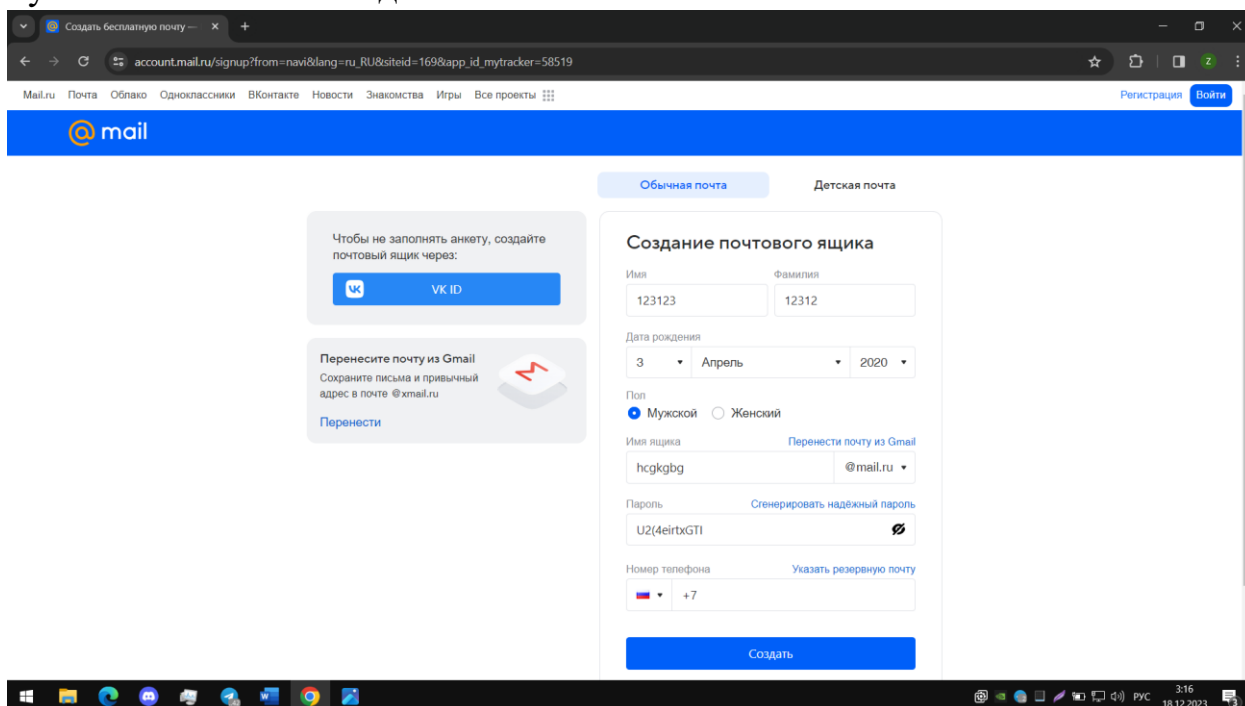 Создать бесплатную почту —
account.mail.ru/signup?from=navi&lang=ru_RU&siteid=169&app_id_mytracker=58519
Z
Mail.ru Почта Облако Одноклассники ВКонтакте Новости Знакомства Игры Все проекты Регистрация Войти
@mail
Обычная почта Детская почта
Чтобы не заполнять анкету, создайте
почтовый ящик через:
VK ID
Перенесите почту из Gmail
Сохраните письма и привычный
адрес в почте @xmail.ru
Перенести
Создание почтового ящика
Имя Фамилия
123123 12312
Дата рождения
3 Апрель 2020
Пол
Мужской Женский
Имя ящика Перенести почту из Gmail
hcgkgbg @mail.ru
Пароль Сгенерировать надёжный пароль
U2(4eirtxGTI
Номер телефона Указать резервную почту
+7
Создать
РУС 3:16
18.12.2023